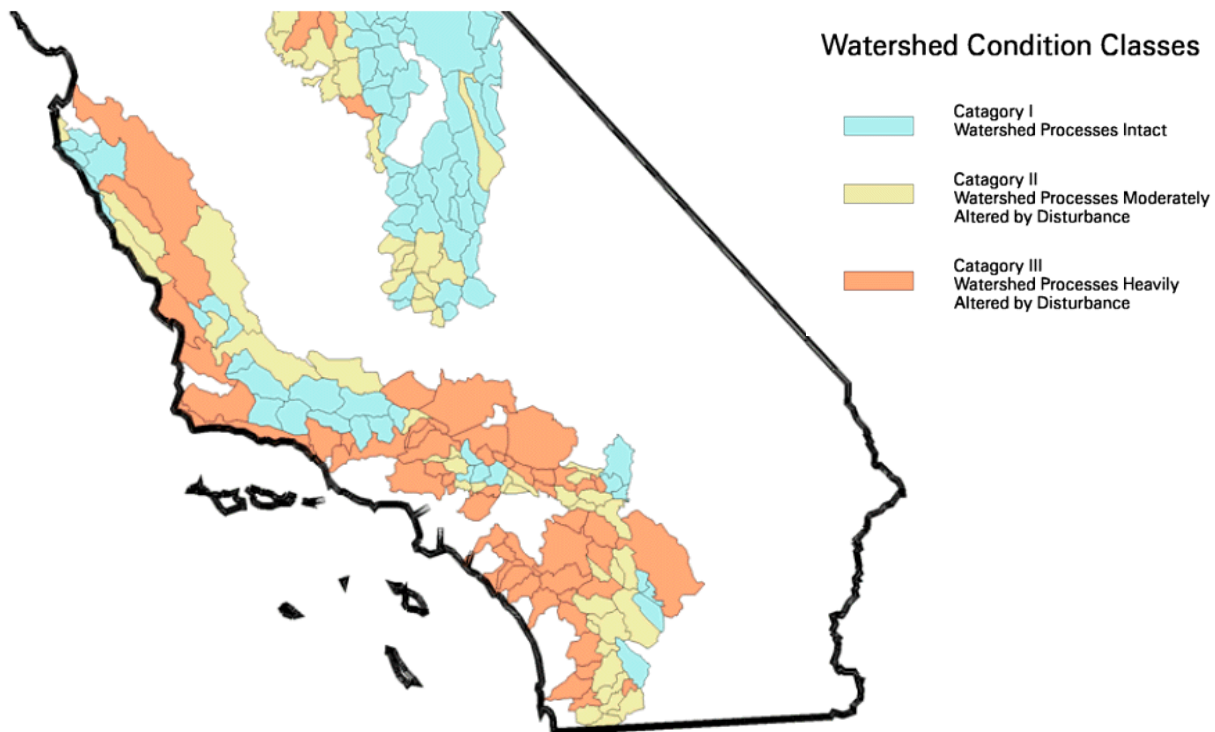 Watershed Condition Classes
Catagory I
Watershed Processes Intact
Catagory II
Watershed Processes Moderately
Altered by Disturbance
Catagory III
Watershed Processes Heavily
Altered by Disturbance